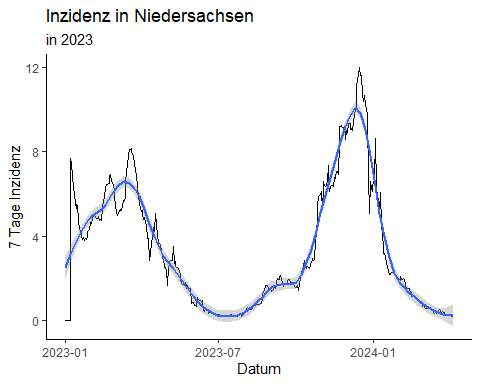 Inzidenz in Niedersachsen
in 2023
7 Tage Inzidenz
12
8
4
0
2023-01
2023-07
2024-01
Datum